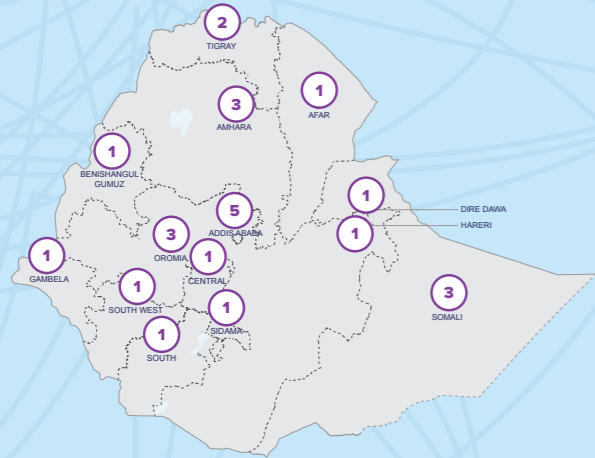 2
TIGRAY
1
AFAR
3
AMHARA
1
BENISHANGUL
GUMUZ
1
DIRE DAWA
5
ADDIS ABABA
1
HARERI
3
OROMIA
1
CENTRAL
1
GAMBELA
1
SOUTH WEST
3
SOMALI
1
SIDAMA
1
SOUTH